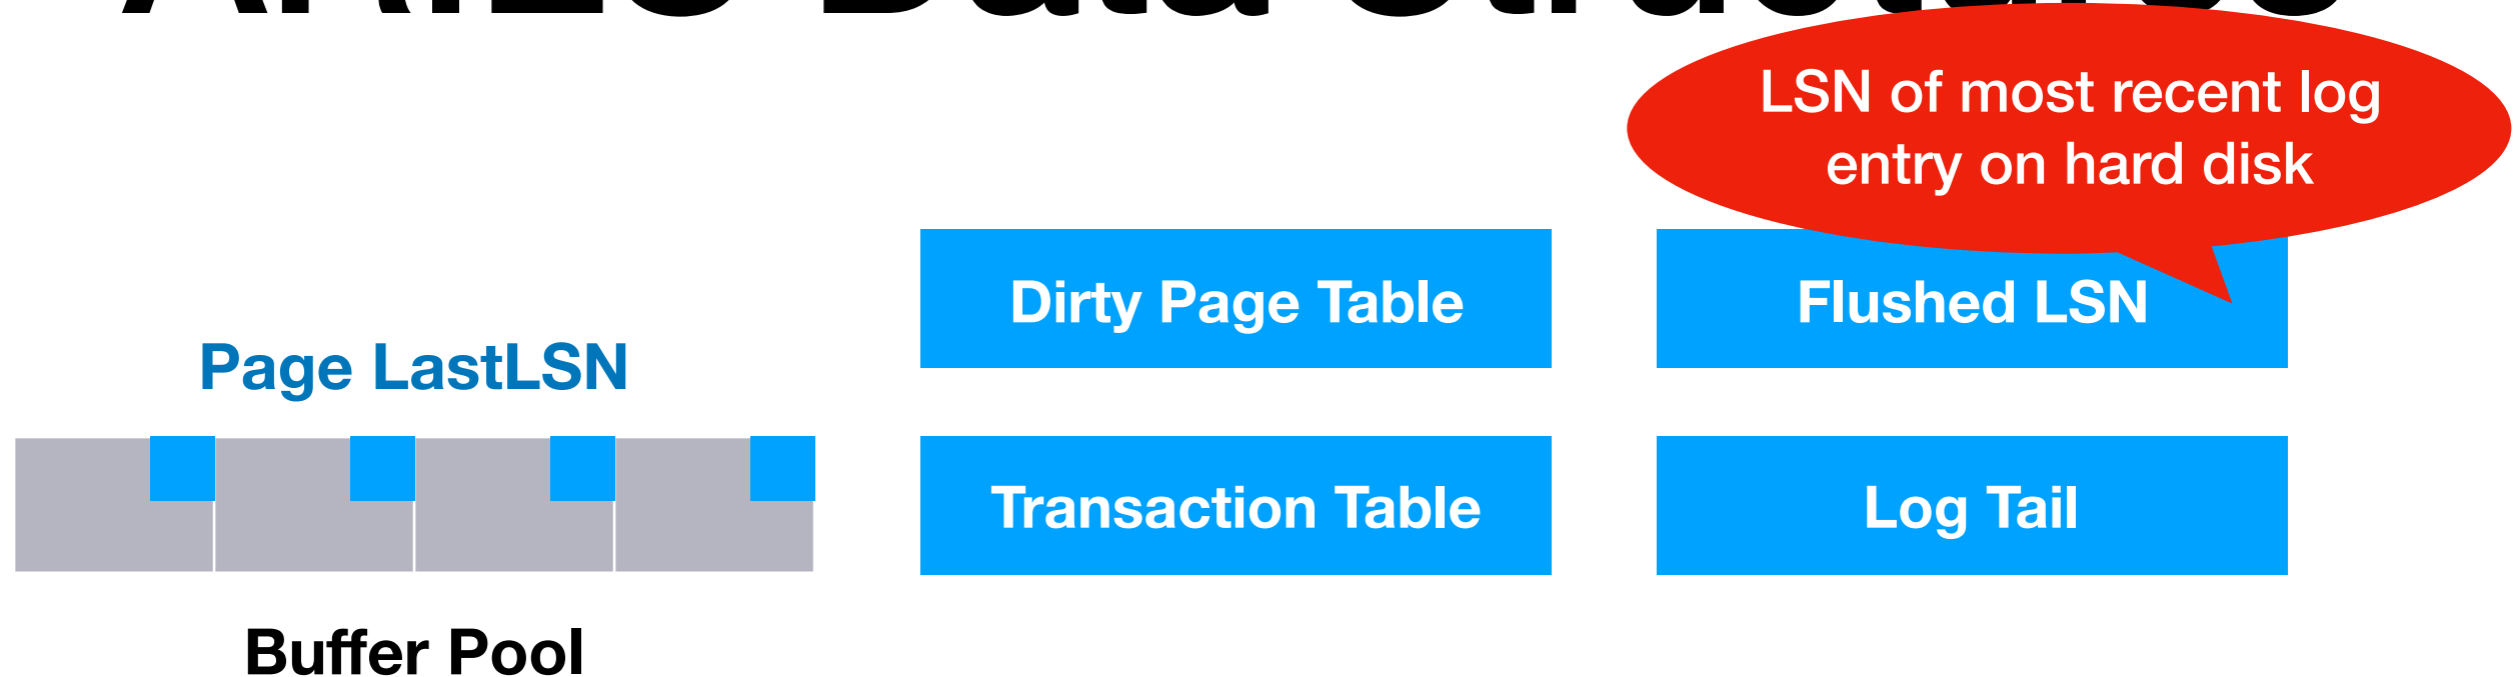 LSN of most recent log
entry on hard disk
Dirty Page Table
Flushed LSN
Page LastLSN
Transaction Table
Log Tail
Buffer Pool